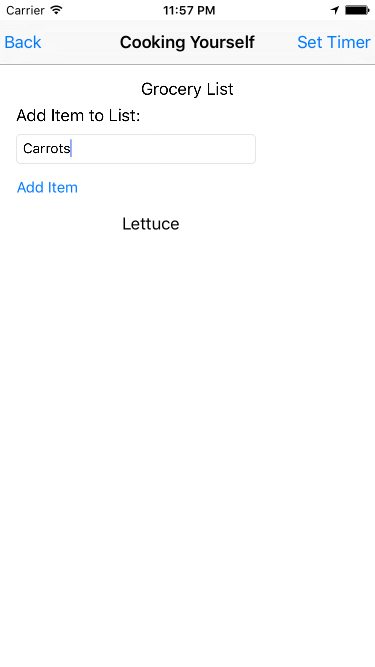 Carrier 11:57 PM
Back Cooking Yourself Set Timer
Grocery List
Add Item to List:
Carrots
Add Item
Lettuce